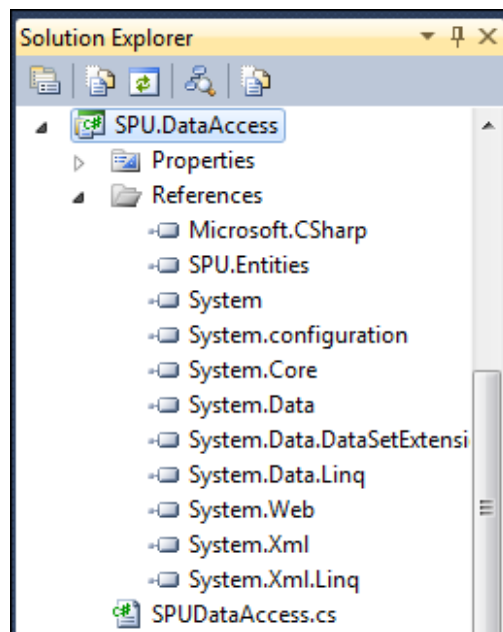 Solution Explorer
SPU.DataAccess
Properties
References
Microsoft.CSharp
SPU.Entities
System
System.configuration
System.Core
System.Data
System.Data.DataSetExtensi
System.Data.Linq
System.Web
System.Xml
System.Xml.Linq
SPUDataAccess.cs